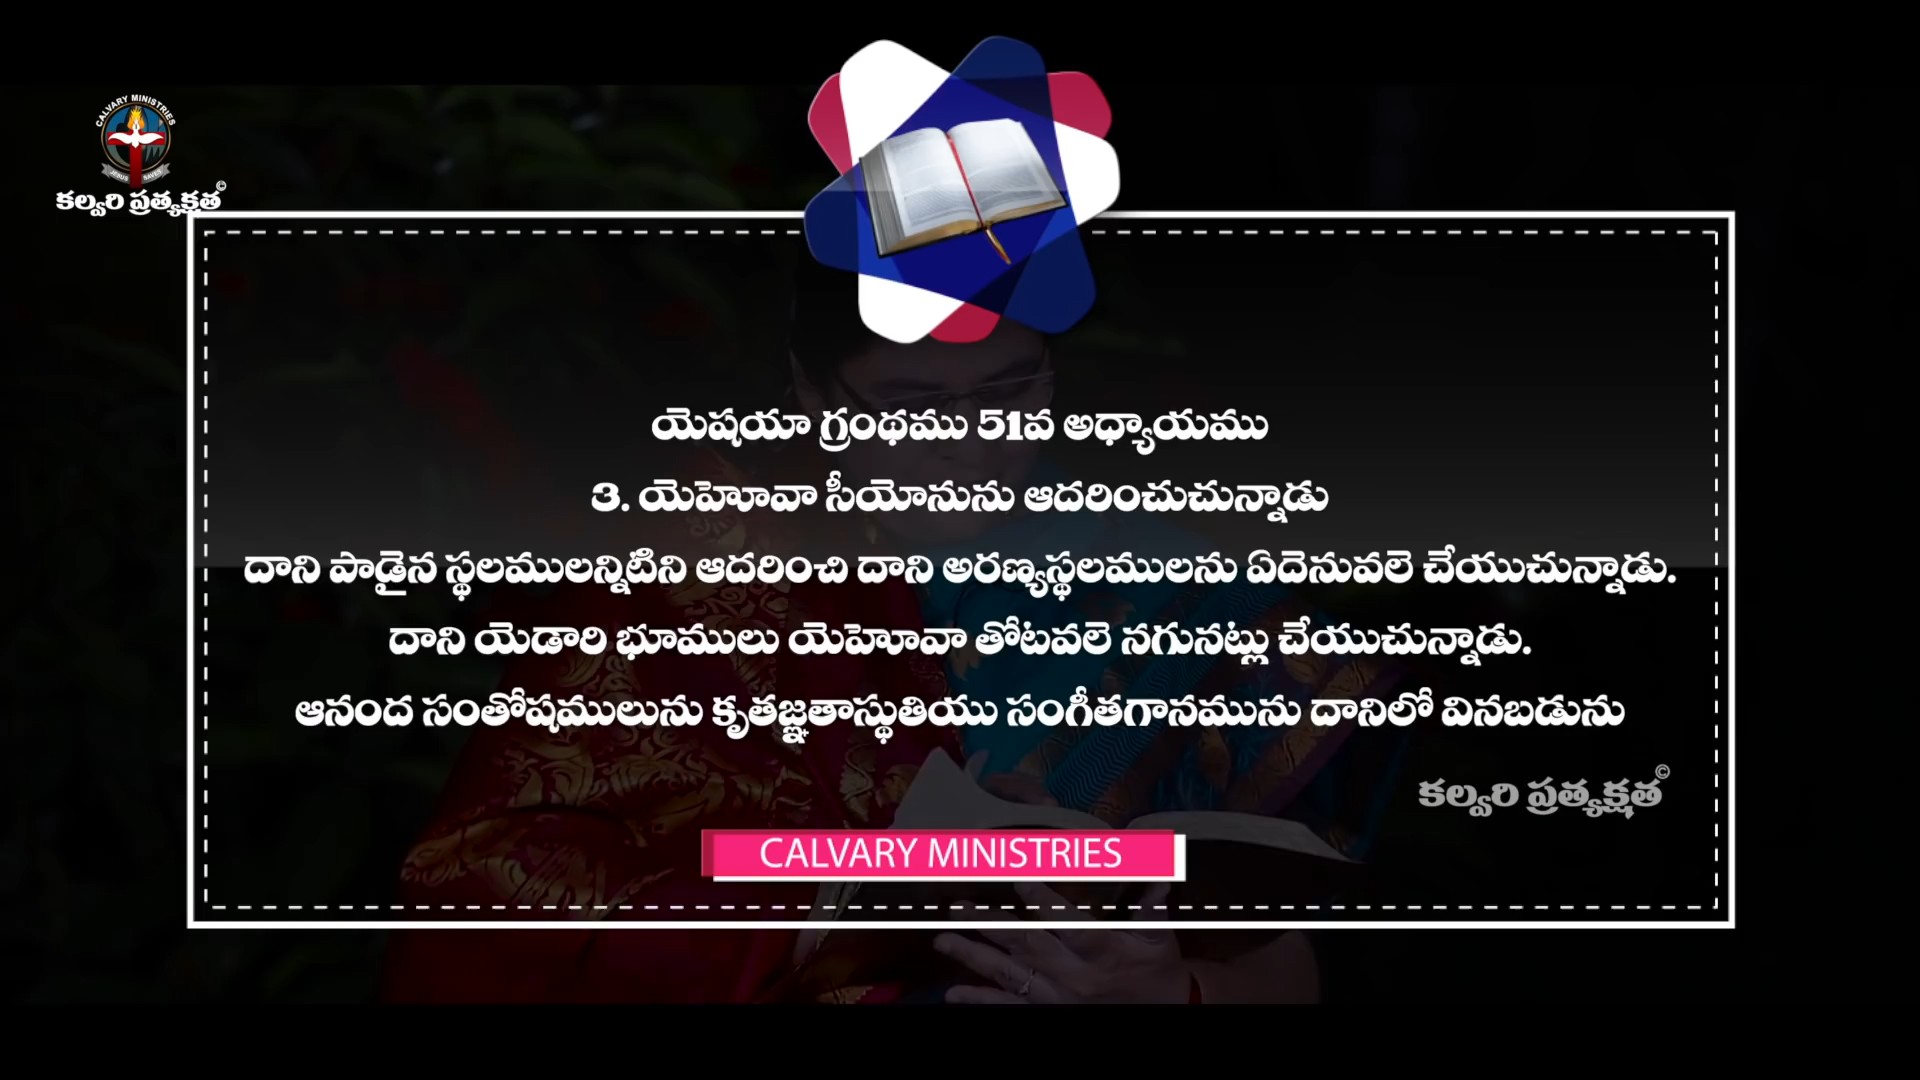 CALVARY MINISTRIES
JESUS SAVES
కల్వరి ప్రత్యక్షత©
యెషయా గ్రంథము 51వ అధ్యాయము
3. యెహెూవా సీయోనును ఆదరించుచున్నాడు
దాని పాడైన స్థలములన్నిటిని ఆదరించి దాని అరణ్యస్థలములను ఏదెనువలె చేయుచున్నాడు.
దాని యెడారి భూములు యెహెూవా తోటవలె నగునట్లు చేయుచున్నాడు.
ఆనంద సంతోషములును కృతజ్ఞతాస్తుతియు సంగీతగానమును దానిలో వినబడును
కల్వరి ప్రత్యక్షత©
CALVARY MINISTRIES